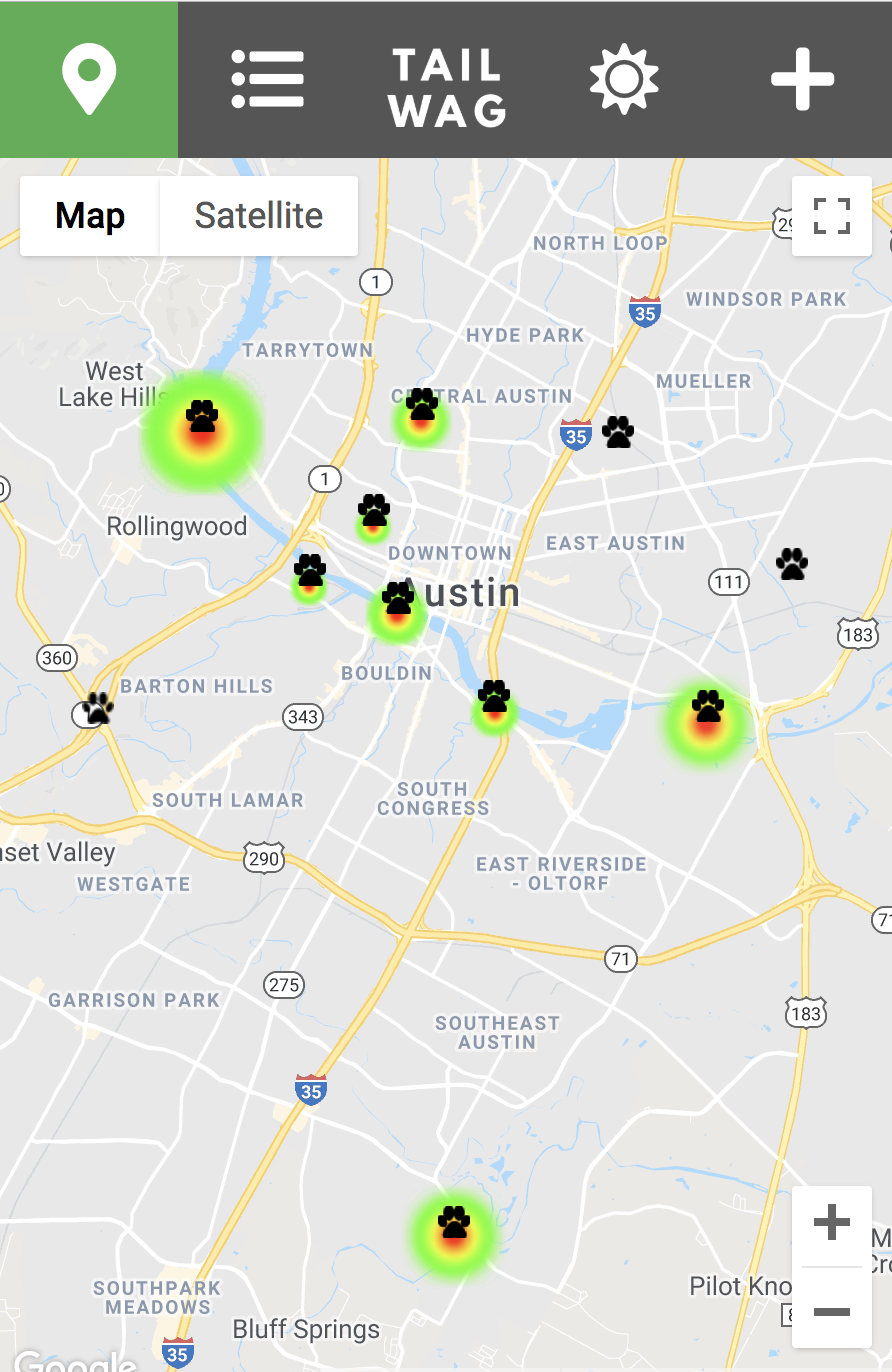 TAIL
WAG
Map
Satellite
NORTH LOOP
1
35
WINDSOR PARK
HYDE PARK
TARRYTOWN
West
Lake Hills
MUELLER
CENTRAL AUSTIN
35
1
Rollingwood
DOWNTOWN
EAST AUSTIN
Austin
111
183
360
BOULDIN
BARTON HILLS
343
SOUTH
CONGRESS
SOUTH LAMAR
nset Valley
290
EAST RIVERSIDE
- OLTORF
WESTGATE
71
71
275
GARRISON PARK
183
SOUTHEAST
AUSTIN
35
SOUTHPARK
MEADOWS
Pilot Kno
Bluff Springs
35
Google